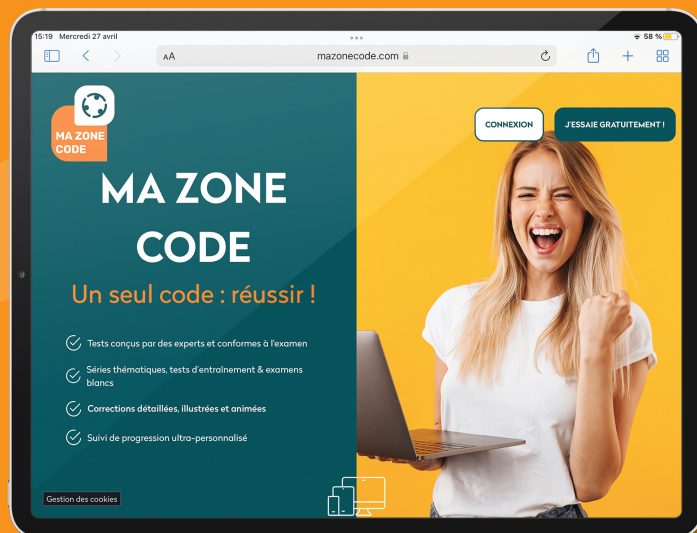 15:19 Mercredi 27 avril
58 %
AA
mazonecode.com
MA ZONE
CODE
CONNEXION
J'ESSAIE GRATUITEMENT !
MA ZONE
CODE
Un seul code : réussir !
Tests conçus par des experts et conformes à l'examen
Séries thématiques, tests d'entraînement & examens
blancs
Corrections détaillées, illustrées et animées
Suivi de progression ultra-personnalisé
Gestion des cookies